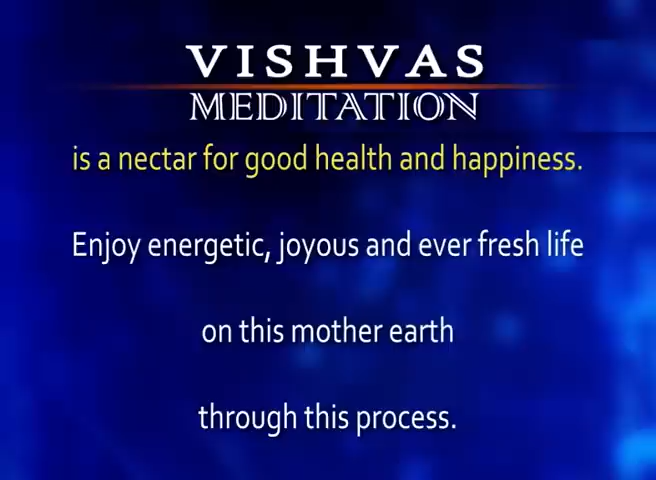 VISHVAS
MEDITATION
is a nectar for good health and happiness.
Enjoy energetic, joyous and ever fresh life
on this mother earth
through this process.